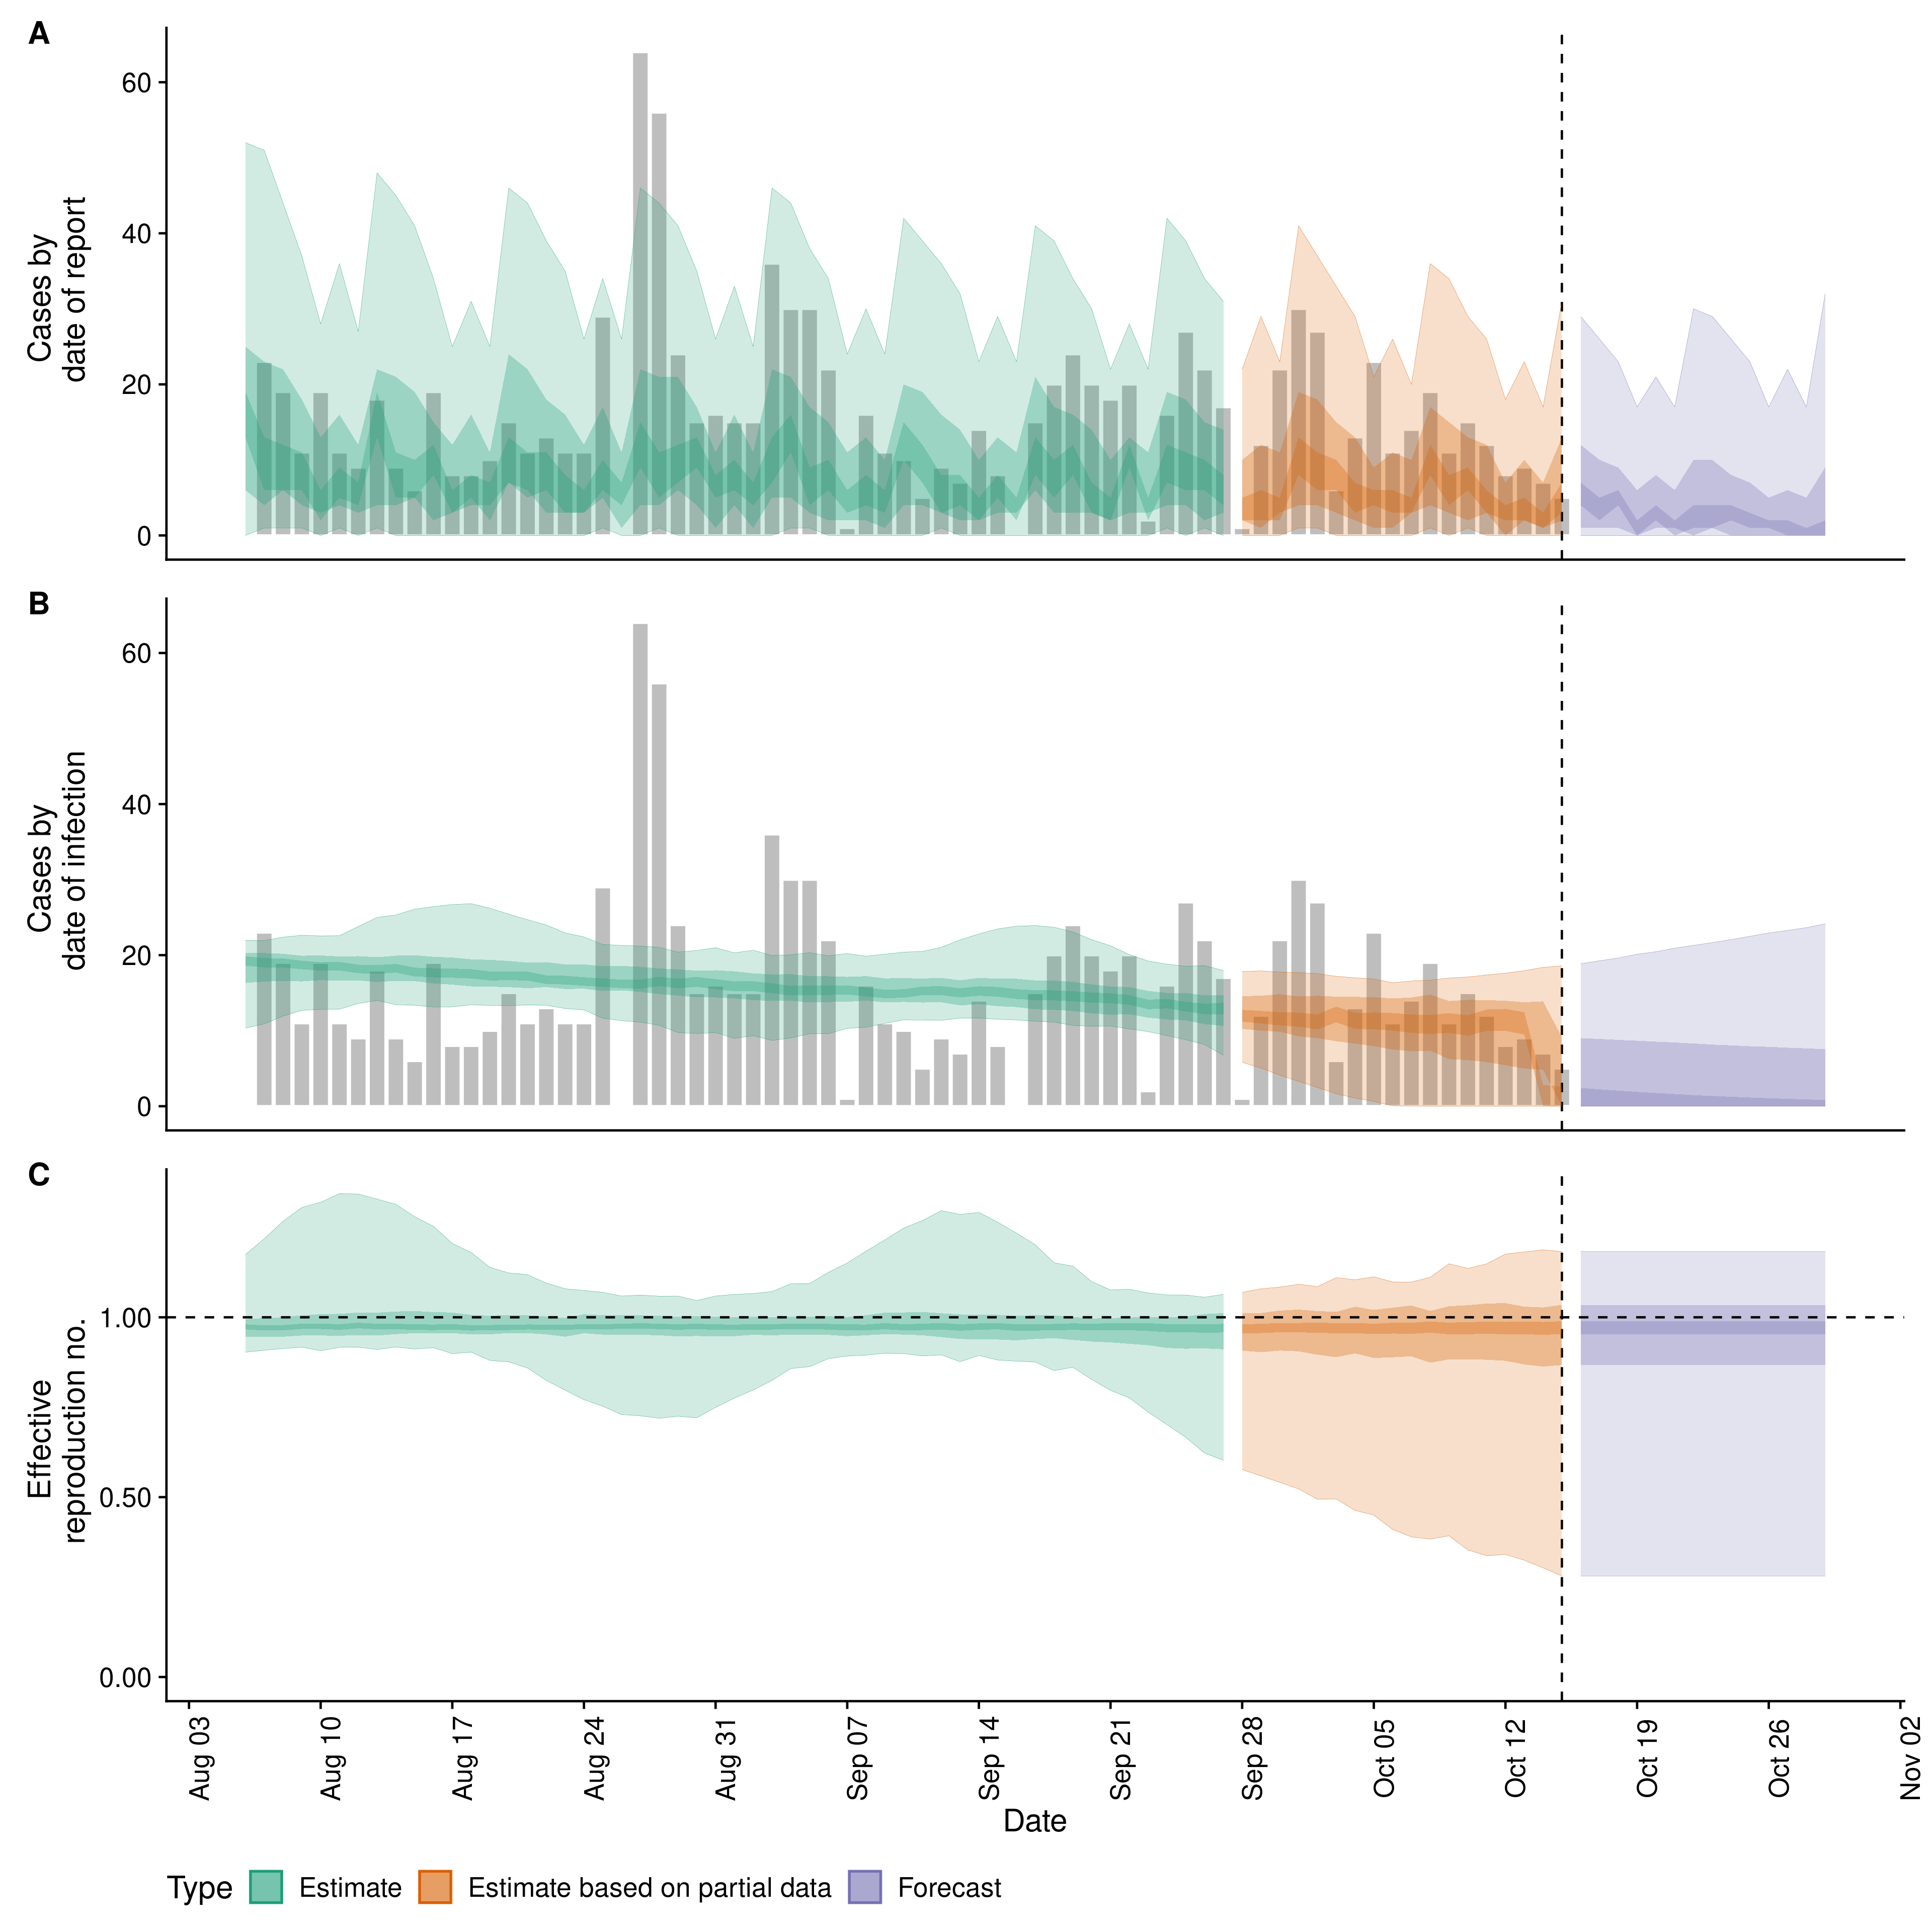 A
60
40
20
0
Cases by
date of report
B
60
40
20
0
Cases by
date of infection
C
1.00
0.50
0.00
Effective
reproduction no.
Aug 03
Aug 10
Aug 17
Aug 24
Aug 31
Sep 07
Sep 14
Sep 21
Sep 28
Oct 05
Oct 12
Oct 19
Oct 26
Nov 02
Date
Type Estimate Estimate based on partial data Forecast